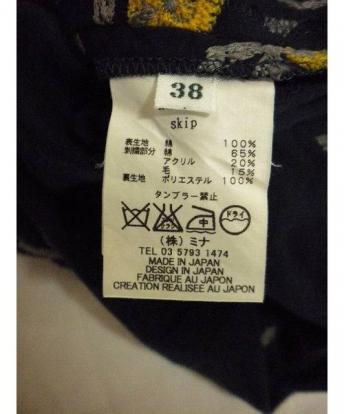 38
skip
表生地 綿 100%
刺繍部分 綿 65%
アクリル 20%
毛 15%
裏生地 ポリエステル 100%
タンブラー禁止
ドライ
(株) ミナ
TEL 03 5793 1474
MADE IN JAPAN
DESIGN IN JAPAN
FABRIQUE AU JAPON
CREATION REALISEE AU JAPON